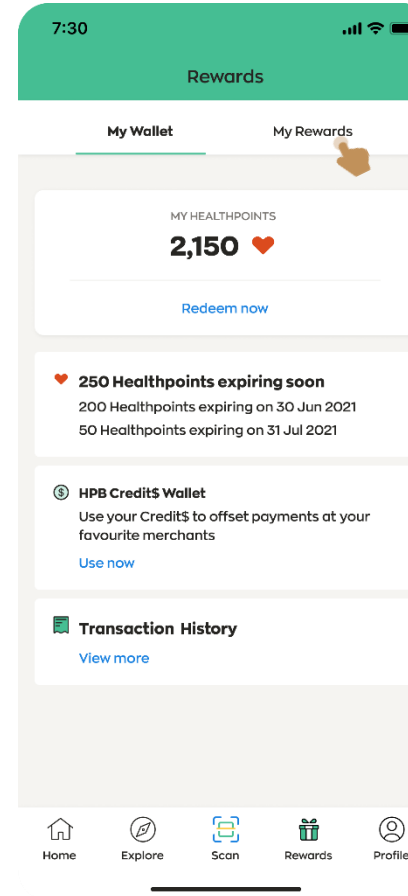 7:30
Rewards
My Wallet
My Rewards
MY HEALTHPOINTS
2,150
Redeem now
250 Healthpoints expiring soon
200 Healthpoints expiring on 30 Jun 2021
50 Healthpoints expiring on 31 Jul 2021
HPB Credit$ Wallet
Use your Credit$ to offset payments at your
favourite merchants
Use now
Transaction History
View more
Home
Explore
Scan
Rewards
Profile